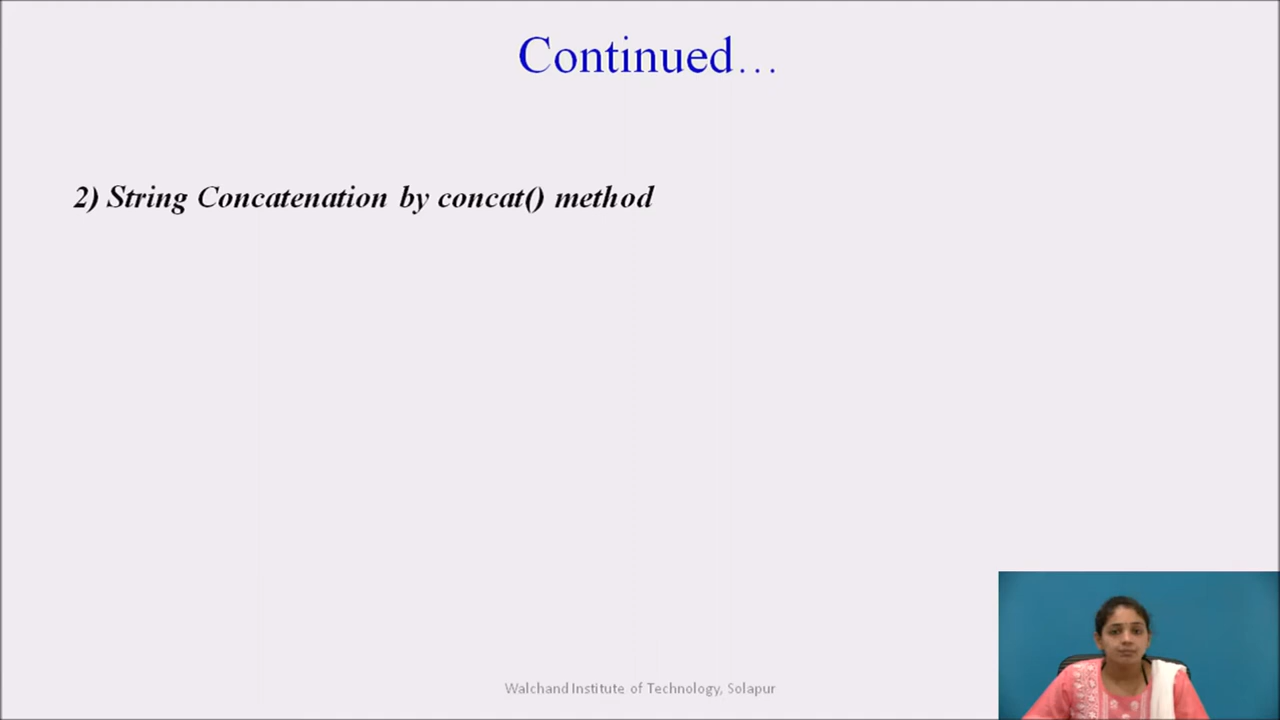 Continued…
2) String Concatenation by concat() method
Walchand Institute of Technology, Solapur